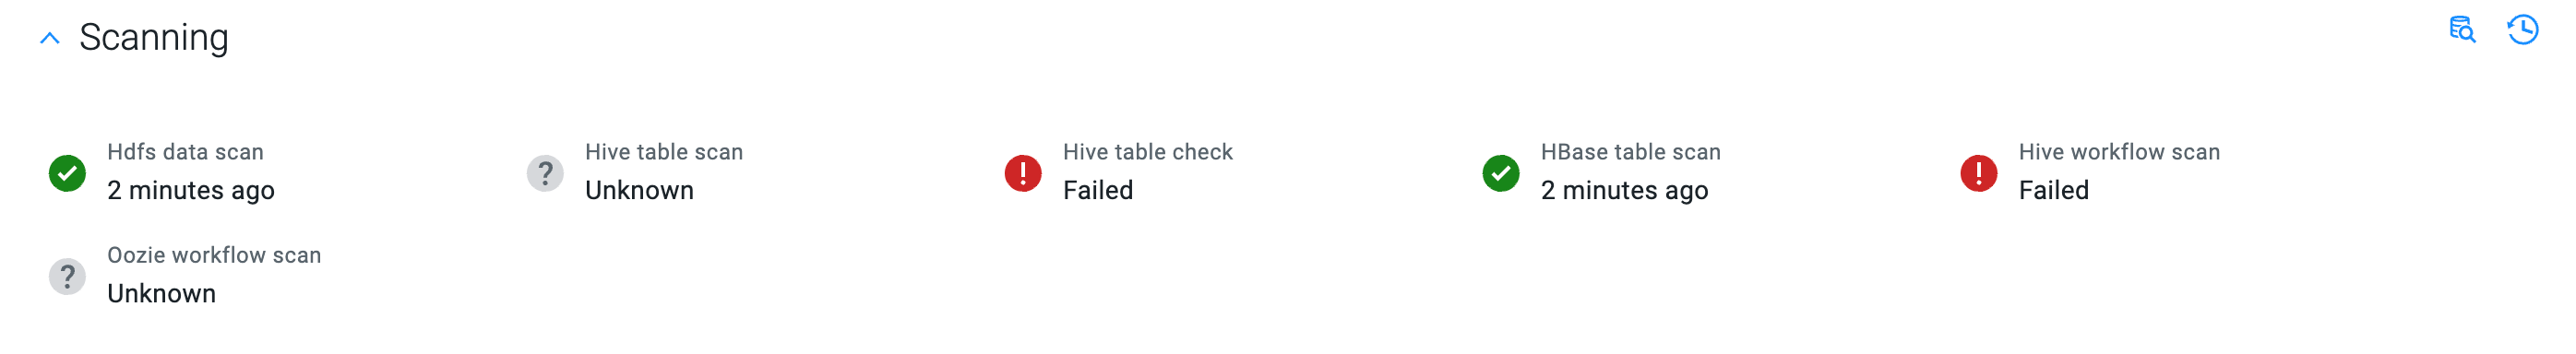 Scanning
Hdfs data scan
2 minutes ago
Hive table scan
Unknown
Hive table check
Failed
HBase table scan
2 minutes ago
Hive workflow scan
Failed
Oozie workflow scan
Unknown